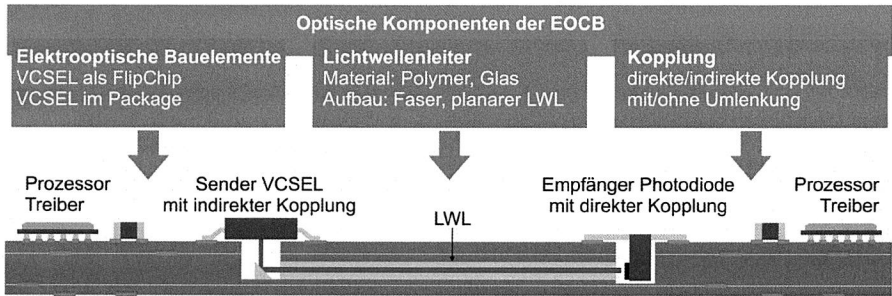 Optische Komponenten der EOCB
Elektrooptische Bauelemente
VCSEL als FlipChip
VCSEL im Package
Lichtwellenleiter
Material: Polymer, Glas
Aufbau: Faser, planarer LWL
Kopplung
direkte/indirekte Kopplung
mit/ohne Umlenkung
Prozessor
Treiber
Sender VCSEL
mit indirekter Kopplung
LWL
Empfänger Photodiode
mit direkter Kopplung
Prozessor
Treiber